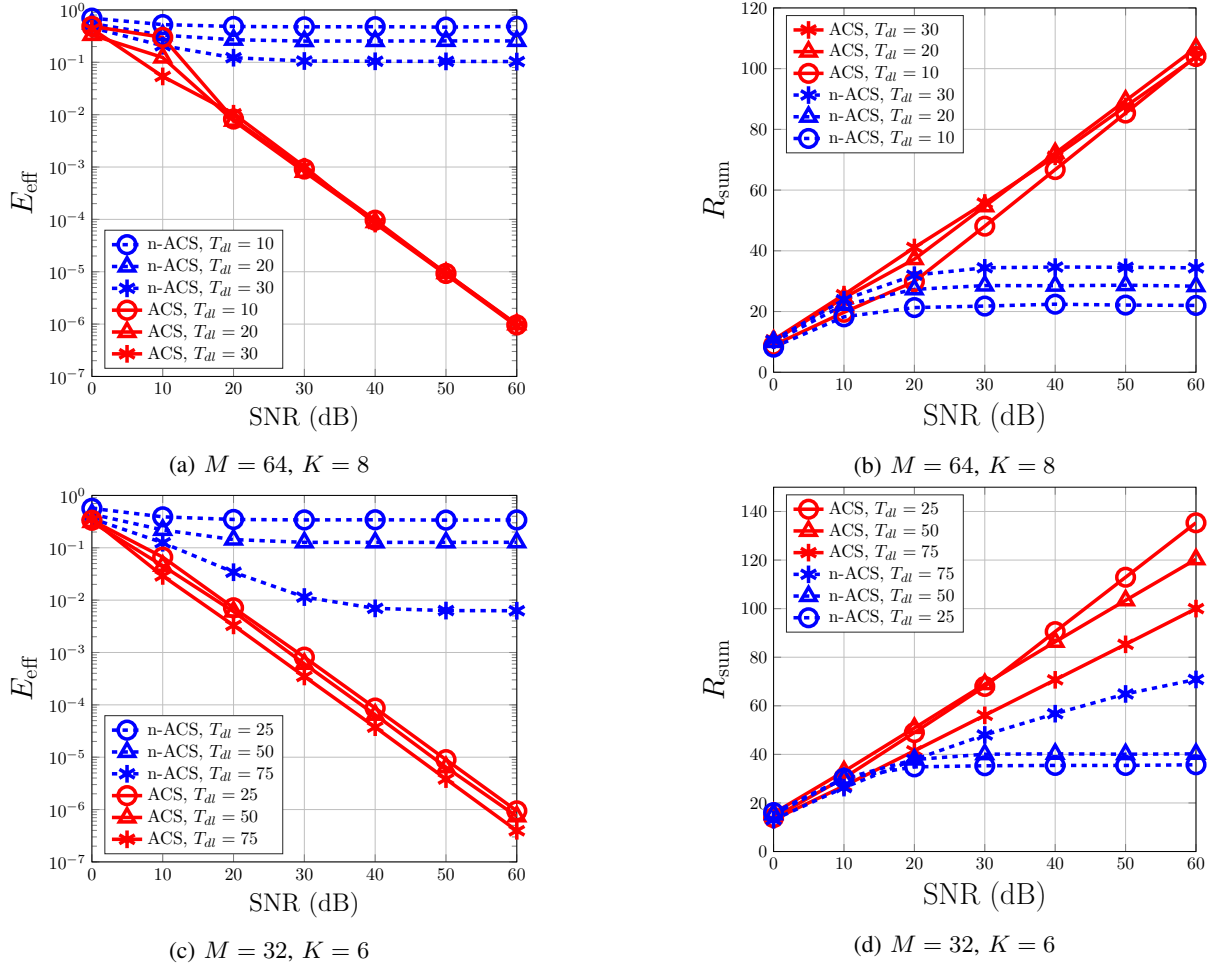 10^0
10^-1
10^-2
10^-3
10^-4
10^-5
10^-6
10^-7
E_eff
n-ACS, T_dl = 10
n-ACS, T_dl = 20
n-ACS, T_dl = 30
ACS, T_dl = 10
ACS, T_dl = 20
ACS, T_dl = 30
0 10 20 30 40 50 60
SNR (dB)
(a) M = 64, K = 8
120
100
80
60
40
20
0
R_sum
ACS, T_dl = 30
ACS, T_dl = 20
ACS, T_dl = 10
n-ACS, T_dl = 30
n-ACS, T_dl = 20
n-ACS, T_dl = 10
0 10 20 30 40 50 60
SNR (dB)
(b) M = 64, K = 8
10^0
10^-1
10^-2
10^-3
10^-4
10^-5
10^-6
10^-7
E_eff
n-ACS, T_dl = 25
n-ACS, T_dl = 50
n-ACS, T_dl = 75
ACS, T_dl = 25
ACS, T_dl = 50
ACS, T_dl = 75
0 10 20 30 40 50 60
SNR (dB)
(c) M = 32, K = 6
140
120
100
80
60
40
20
0
R_sum
ACS, T_dl = 25
ACS, T_dl = 50
ACS, T_dl = 75
n-ACS, T_dl = 75
n-ACS, T_dl = 50
n-ACS, T_dl = 25
0 10 20 30 40 50 60
SNR (dB)
(d) M = 32, K = 6